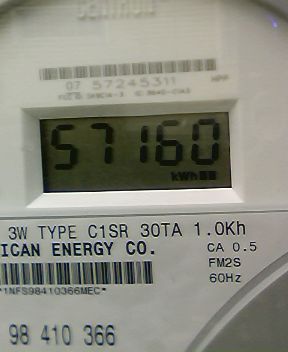 CENTRON
07 57245311
57160
kWh
3W TYPE C1SR 30TA 1.0Kh
ICAN ENERGY CO.
CA 0.5
FM2S
60Hz
*1NFS98410366MEC*
98 410 366